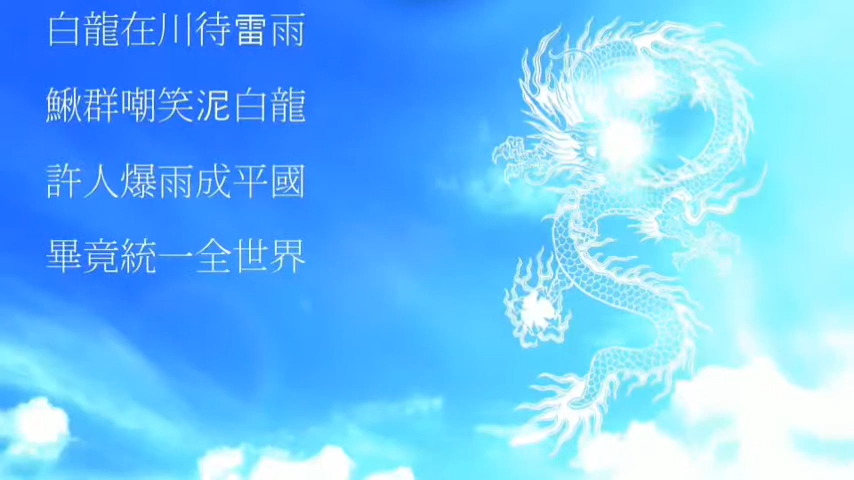 白龍在川待雷雨
鰍群嘲笑泥白龍
許人爆雨成平國
畢竟統一全世界